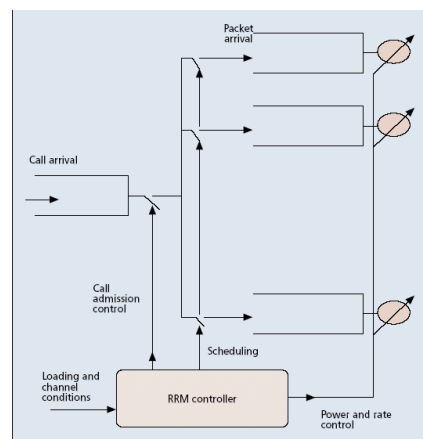 Packet
arrival
Call arrival
Call
admission
control
Scheduling
Loading and
channel
conditions
RRM controller
Power and rate
control